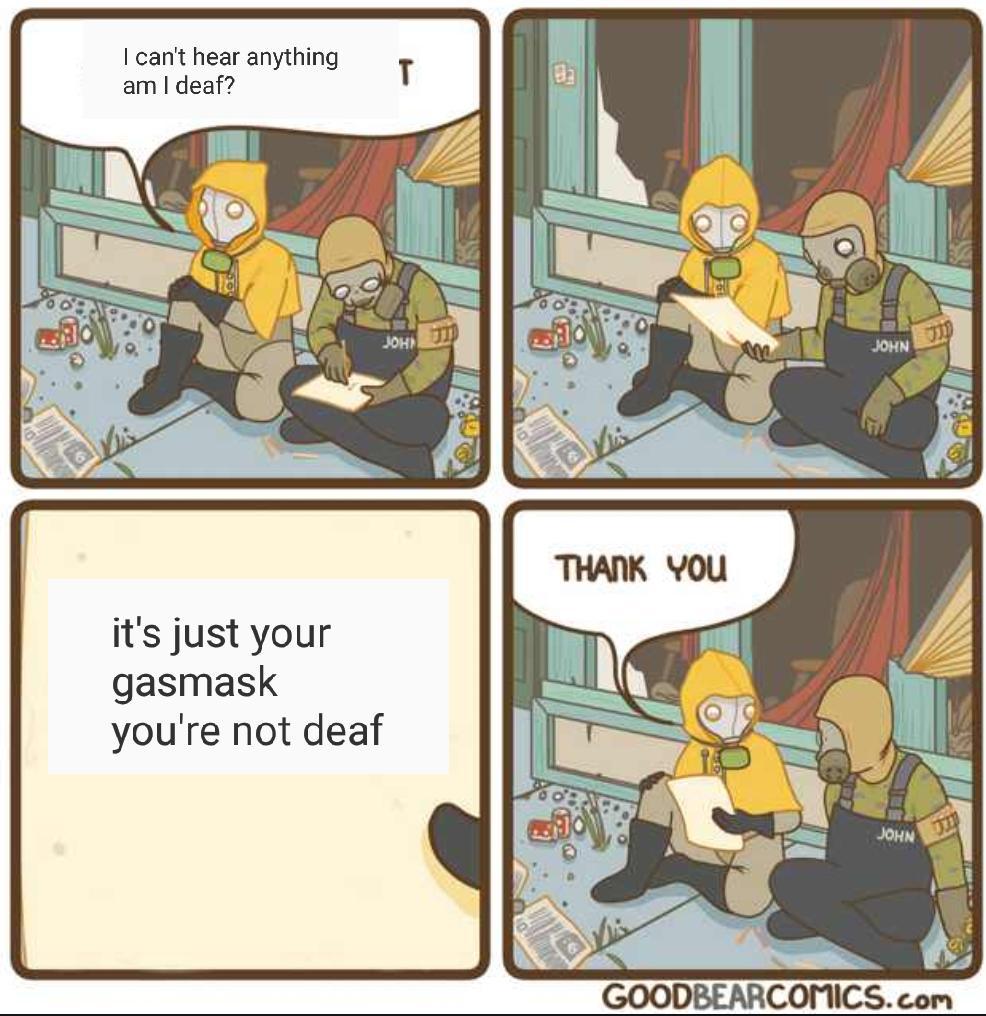 I can't hear anything
am I deaf?
T
JOHN
JOHN
it's just your
gasmask
you're not deaf
THANK YOU
JOHN
GOODBEARCOMICS.com